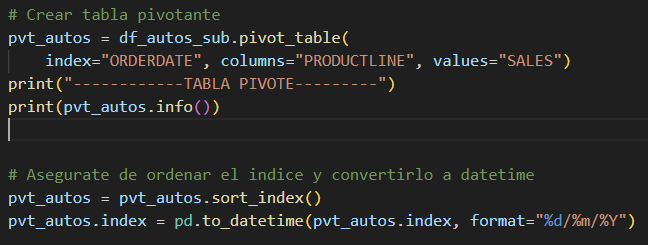 # Crear tabla pivotante
pvt_autos = df_autos_sub.pivot_table(
    index="ORDERDATE", columns="PRODUCTLINE", values="SALES")
print("------------TABLA PIVOTE---------")
print(pvt_autos.info())
# Asegurate de ordenar el indice y convertirlo a datetime
pvt_autos = pvt_autos.sort_index()
pvt_autos.index = pd.to_datetime(pvt_autos.index, format="%d/%m/%Y")